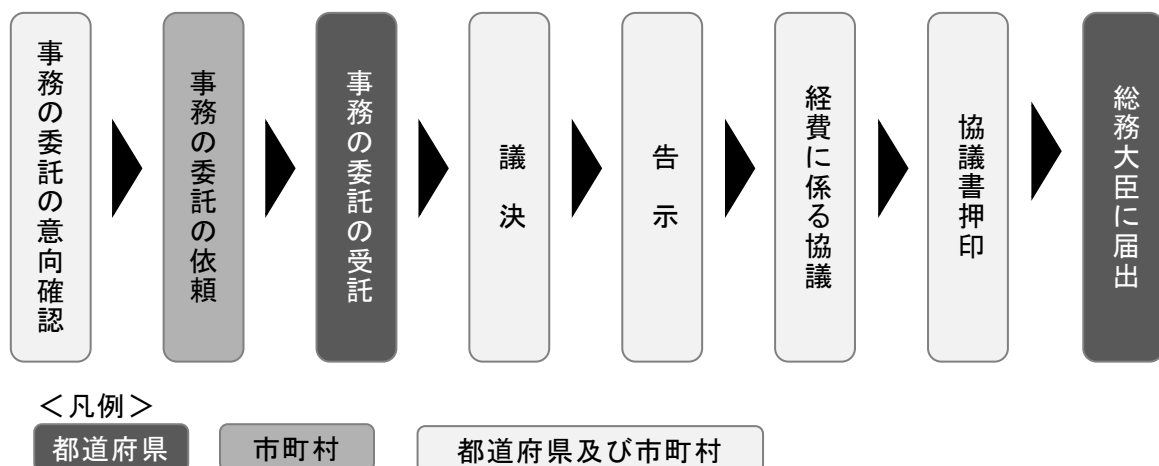 事務の委託の意向確認
事務の委託の依頼
事務の委託の受託
議決
告示
経費に係る協議
協議書押印
総務大臣に届出
＜凡例＞
都道府県
市町村
都道府県及び市町村